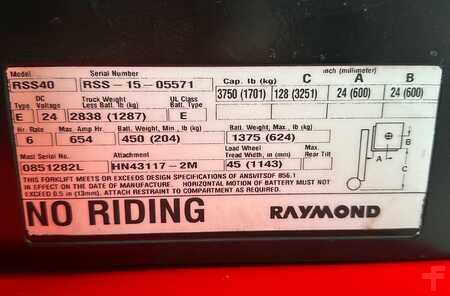 Model Serial Number inch (millimeter)
RSS40 RSS-15-05571 Cap. lb (kg) C A B
3750 (1701) 128 (3251) 24 (600) 24 (600)
Type DC Voltage Truck Weight Less Batt. lb (kg) UL Class Type
E 24 2838 (1287) E
Hr. Rate Max. Amp Hr Batt. Weight, Min., lb (kg) Batt. Weight, Max., lb (kg)
6 654 450 (204) 1375 (624)
Mast Serial No. Attachment Load Wheel Tread Width, in (mm) Max. Rear Tilt
0851282L HN43117-2M 45 (1143)
B
A
C
THIS FORKLIFT MEETS OR EXCEEDS DESIGN SPECIFICATIONS OF ANSI/ITSDF B56.1
IN EFFECT ON DATE OF MANUFACTURE. HORIZONTAL MOTION OF BATTERY MUST NOT
EXCEED 0.5 in (13mm). ATTACH RESTRAINT TO COMPARTMENT AS REQUIRED.
NO RIDING RAYMOND